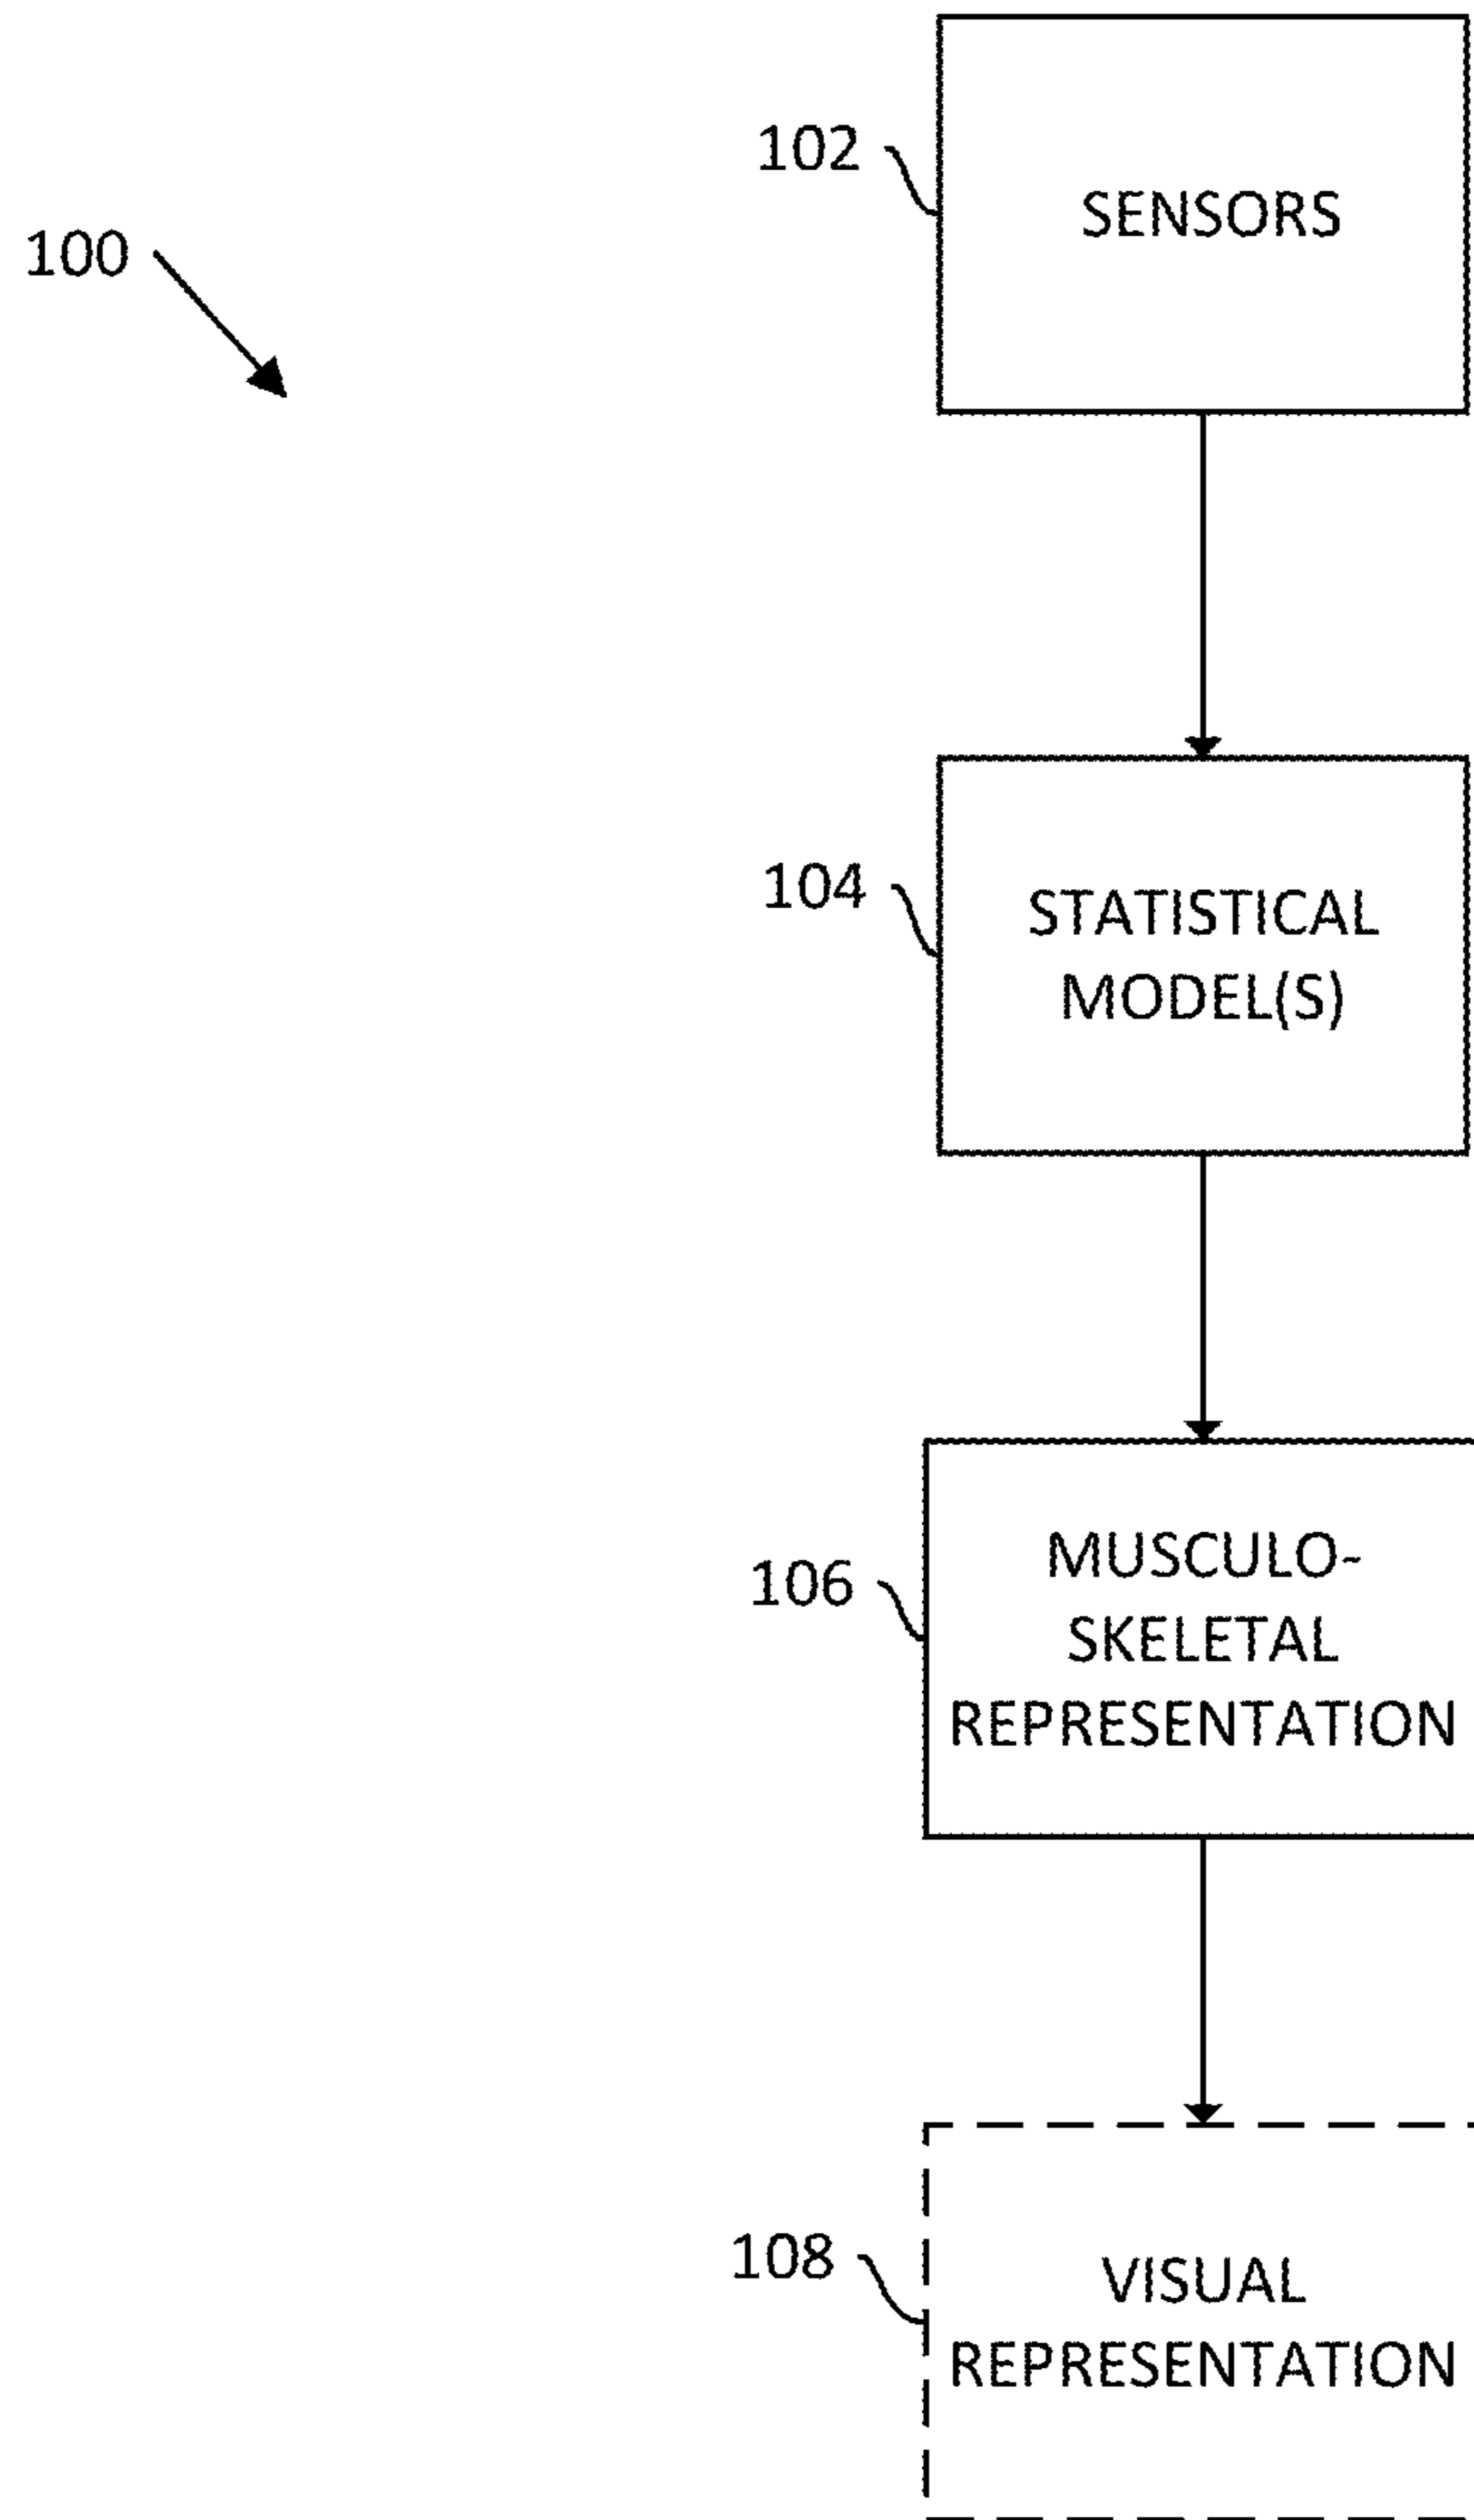 102
SENSORS
100
104
STATISTICAL
MODEL(S)
106
MUSCULO-
SKELETAL
REPRESENTATION
108
VISUAL
REPRESENTATION